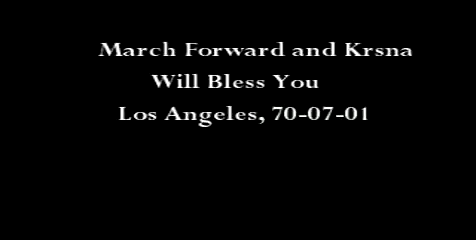 March Forward and Krsna
Will Bless You
Los Angeles, 70-07-01